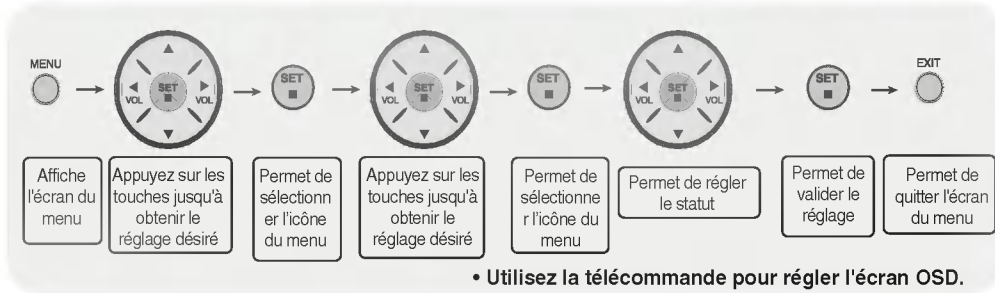 MENU
VOL SET VOL
SET
VOL SET VOL
SET
VOL SET VOL
SET
EXIT
Affiche
l'écran du
menu
Appuyez sur les
touches jusqu'à
obtenir le
réglage désiré
Permet de
sélectionn
er l'icône
du menu
Appuyez sur les
touches jusqu'à
obtenir le
réglage désiré
Permet de
sélectionne
r l'icône du
menu
Permet de régler
le statut
Permet de
valider le
réglage
Permet de
quitter l'écran
du menu
• Utilisez la télécommande pour régler l'écran OSD.